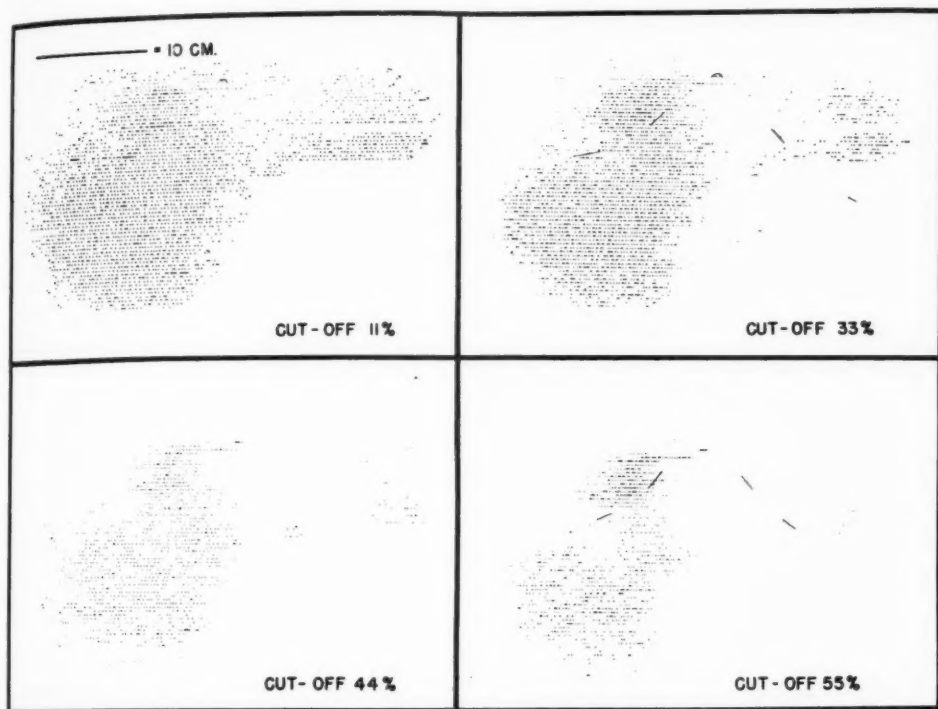 = 10 CM.
CUT-OFF 11%
CUT-OFF 33%
CUT-OFF 44%
CUT-OFF 55%